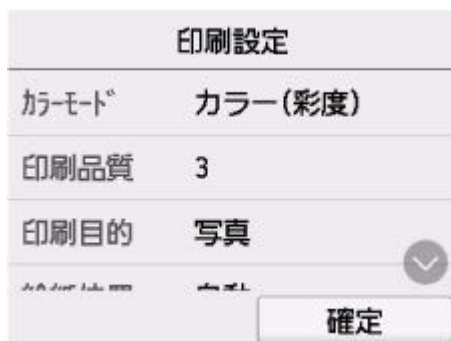 印刷設定
ｶﾗｰﾓｰﾄﾞ カラー(彩度)
印刷品質 3
印刷目的 写真
確定